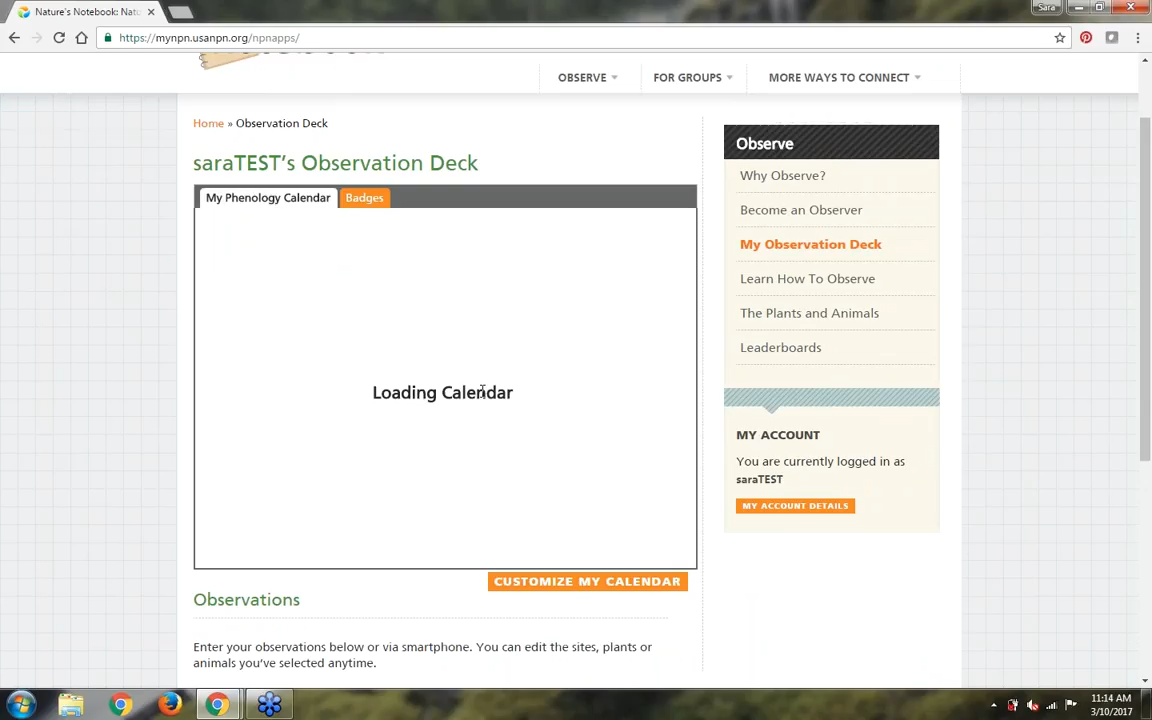 Nature's Notebook: Nat
Sara
https://mynpn.usanpn.org/npnapps/
OBSERVE
FOR GROUPS
MORE WAYS TO CONNECT
Home » Observation Deck
saraTEST's Observation Deck
My Phenology Calendar
Badges
Loading Calendar
CUSTOMIZE MY CALENDAR
Observations
Enter your observations below or via smartphone. You can edit the sites, plants or
animals you've selected anytime.
Observe
Why Observe?
Become an Observer
My Observation Deck
Learn How To Observe
The Plants and Animals
Leaderboards
MY ACCOUNT
You are currently logged in as
saraTEST
MY ACCOUNT DETAILS
11:14 AM
3/10/2017